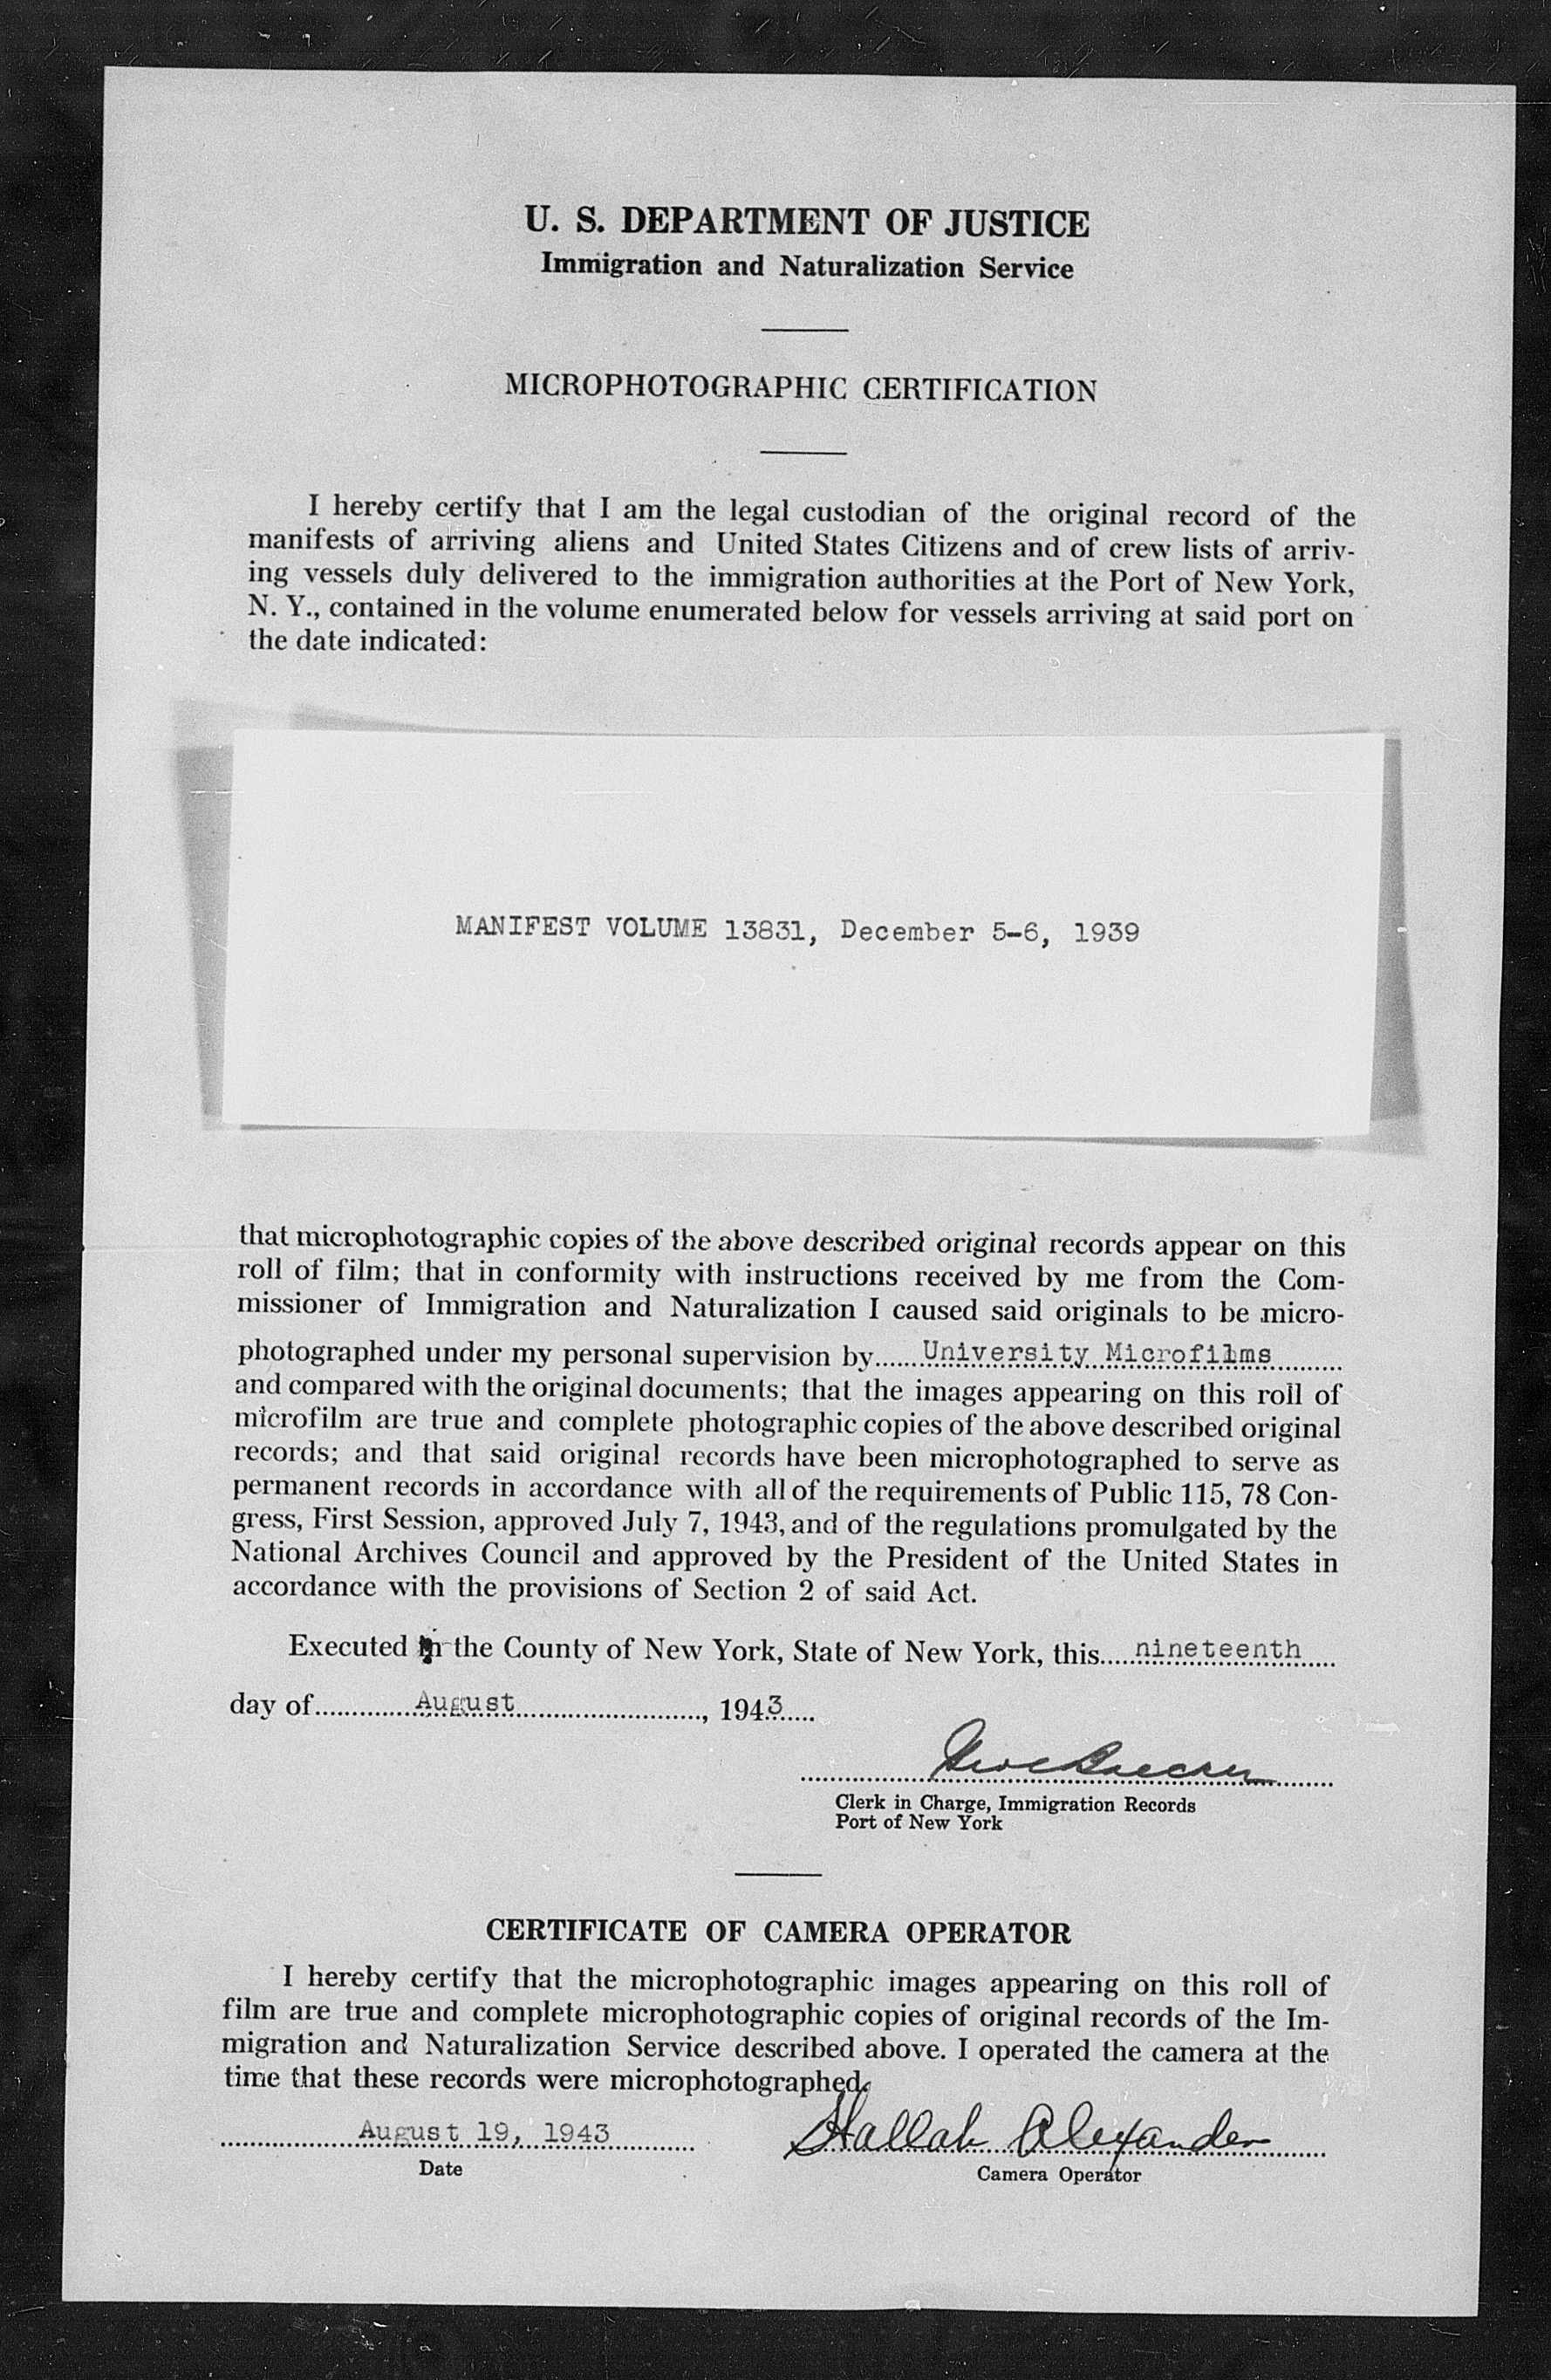 U. S. DEPARTMENT OF JUSTICE
Immigration and Naturalization Service
MICROPHOTOGRAPHIC CERTIFICATION
I hereby certify that I am the legal custodian of the original record of the
manifests of arriving aliens and United States Citizens and of crew lists of arriv-
ing vessels duly delivered to the immigration authorities at the Port of New York,
N. Y., contained in the volume enumerated below for vessels arriving at said port on
the date indicated:
MANIFEST VOLUME 13831, December 5-6, 1939
that microphotographic copies of the above described original records appear on this
roll of film; that in conformity with instructions received by me from the Com-
missioner of Immigration and Naturalization I caused said originals to be micro-
photographed under my personal supervision by University Microfilms
and compared with the original documents; that the images appearing on this roll of
microfilm are true and complete photographic copies of the above described original
records; and that said original records have been microphotographed to serve as
permanent records in accordance with all of the requirements of Public 115, 78 Con-
gress, First Session, approved July 7, 1943, and of the regulations promulgated by the
National Archives Council and approved by the President of the United States in
accordance with the provisions of Section 2 of said Act.
Executed in the County of New York, State of New York, this nineteenth
day of August, 1943
Clerk in Charge, Immigration Records
Port of New York
CERTIFICATE OF CAMERA OPERATOR
I hereby certify that the microphotographic images appearing on this roll of
film are true and complete microphotographic copies of original records of the Im-
migration and Naturalization Service described above. I operated the camera at the
time that these records were microphotographed.
August 19, 1943 Hallah Alexander
Date Camera Operator